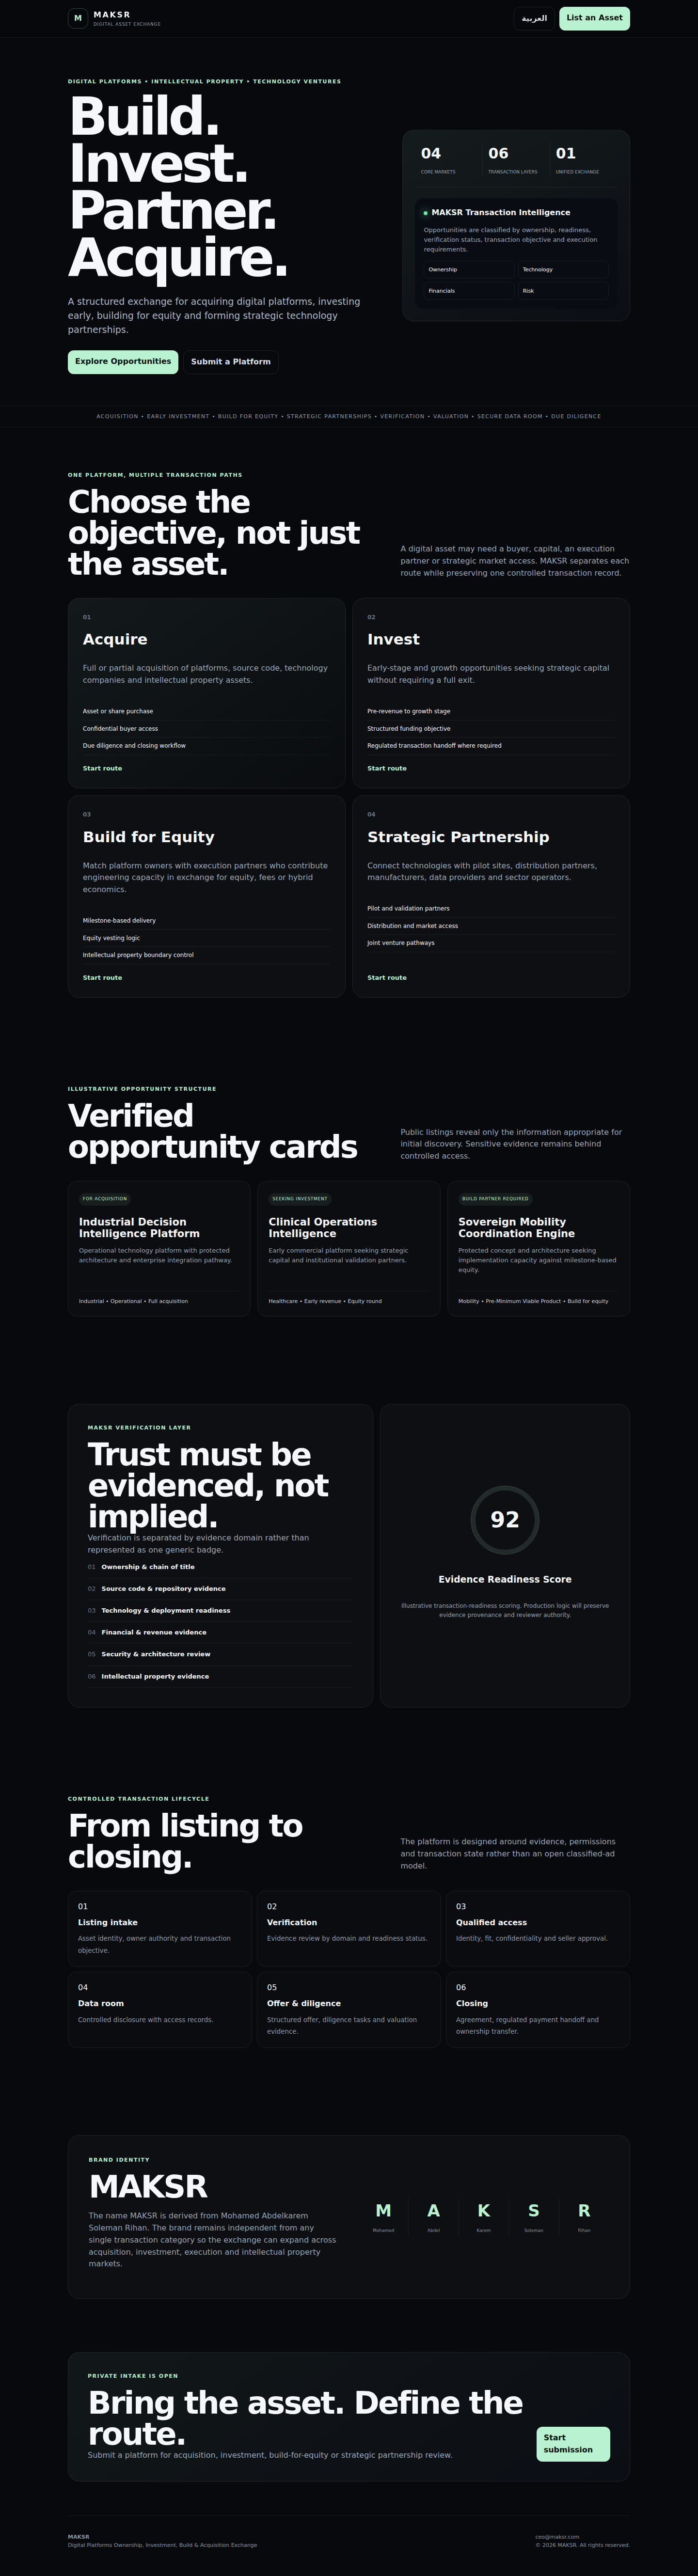 M
MAKSR
DIGITAL ASSET EXCHANGE
العربية
List an Asset
DIGITAL PLATFORMS • INTELLECTUAL PROPERTY • TECHNOLOGY VENTURES
Build.
Invest.
Partner.
Acquire.
A structured exchange for acquiring digital platforms, investing
early, building for equity and forming strategic technology
partnerships.
Explore Opportunities
Submit a Platform
04
CORE MARKETS
06
TRANSACTION LAYERS
01
UNIFIED EXCHANGE
MAKSR Transaction Intelligence
Opportunities are classified by ownership, readiness,
verification status, transaction objective and execution
requirements.
Ownership
Technology
Financials
Risk
ACQUISITION • EARLY INVESTMENT • BUILD FOR EQUITY • STRATEGIC PARTNERSHIPS • VERIFICATION • VALUATION • SECURE DATA ROOM • DUE DILIGENCE
ONE PLATFORM, MULTIPLE TRANSACTION PATHS
Choose the
objective, not just
the asset.
A digital asset may need a buyer, capital, an execution
partner or strategic market access. MAKSR separates each
route while preserving one controlled transaction record.
01
Acquire
Full or partial acquisition of platforms, source code, technology
companies and intellectual property assets.
Asset or share purchase
Confidential buyer access
Due diligence and closing workflow
Start route
02
Invest
Early-stage and growth opportunities seeking strategic capital
without requiring a full exit.
Pre-revenue to growth stage
Structured funding objective
Regulated transaction handoff where required
Start route
03
Build for Equity
Match platform owners with execution partners who contribute
engineering capacity in exchange for equity, fees or hybrid
economics.
Milestone-based delivery
Equity vesting logic
Intellectual property boundary control
Start route
04
Strategic Partnership
Connect technologies with pilot sites, distribution partners,
manufacturers, data providers and sector operators.
Pilot and validation partners
Distribution and market access
Joint venture pathways
Start route
ILLUSTRATIVE OPPORTUNITY STRUCTURE
Verified
opportunity cards
Public listings reveal only the information appropriate for
initial discovery. Sensitive evidence remains behind
controlled access.
FOR ACQUISITION
Industrial Decision
Intelligence Platform
Operational technology platform with protected
architecture and enterprise integration pathway.
Industrial • Operational • Full acquisition
SEEKING INVESTMENT
Clinical Operations
Intelligence
Early commercial platform seeking strategic
capital and institutional validation partners.
Healthcare • Early revenue • Equity round
BUILD PARTNER REQUIRED
Sovereign Mobility
Coordination Engine
Protected concept and architecture seeking
implementation capacity against milestone-based
equity.
Mobility • Pre-Minimum Viable Product • Build for equity
MAKSR VERIFICATION LAYER
Trust must be
evidenced, not
implied.
Verification is separated by evidence domain rather than
represented as one generic badge.
01 Ownership & chain of title
02 Source code & repository evidence
03 Technology & deployment readiness
04 Financial & revenue evidence
05 Security & architecture review
06 Intellectual property evidence
92
Evidence Readiness Score
Illustrative transaction-readiness scoring. Production logic will preserve
evidence provenance and reviewer authority.
CONTROLLED TRANSACTION LIFECYCLE
From listing to
closing.
The platform is designed around evidence, permissions
and transaction state rather than an open classified-ad
model.
01
Listing intake
Asset identity, owner authority and transaction
objective.
02
Verification
Evidence review by domain and readiness status.
03
Qualified access
Identity, fit, confidentiality and seller approval.
04
Data room
Controlled disclosure with access records.
05
Offer & diligence
Structured offer, diligence tasks and valuation
evidence.
06
Closing
Agreement, regulated payment handoff and
ownership transfer.
BRAND IDENTITY
MAKSR
The name MAKSR is derived from Mohamed Abdelkarem
Soleman Rihan. The brand remains independent from any
single transaction category so the exchange can expand across
acquisition, investment, execution and intellectual property
markets.
M
Mohamed
A
Abdel
K
Karem
S
Soleman
R
Rihan
PRIVATE INTAKE IS OPEN
Bring the asset. Define the
route.
Submit a platform for acquisition, investment, build-for-equity or strategic partnership review.
Start
submission
MAKSR
Digital Platforms Ownership, Investment, Build & Acquisition Exchange
ceo@maksr.com
© 2026 MAKSR. All rights reserved.